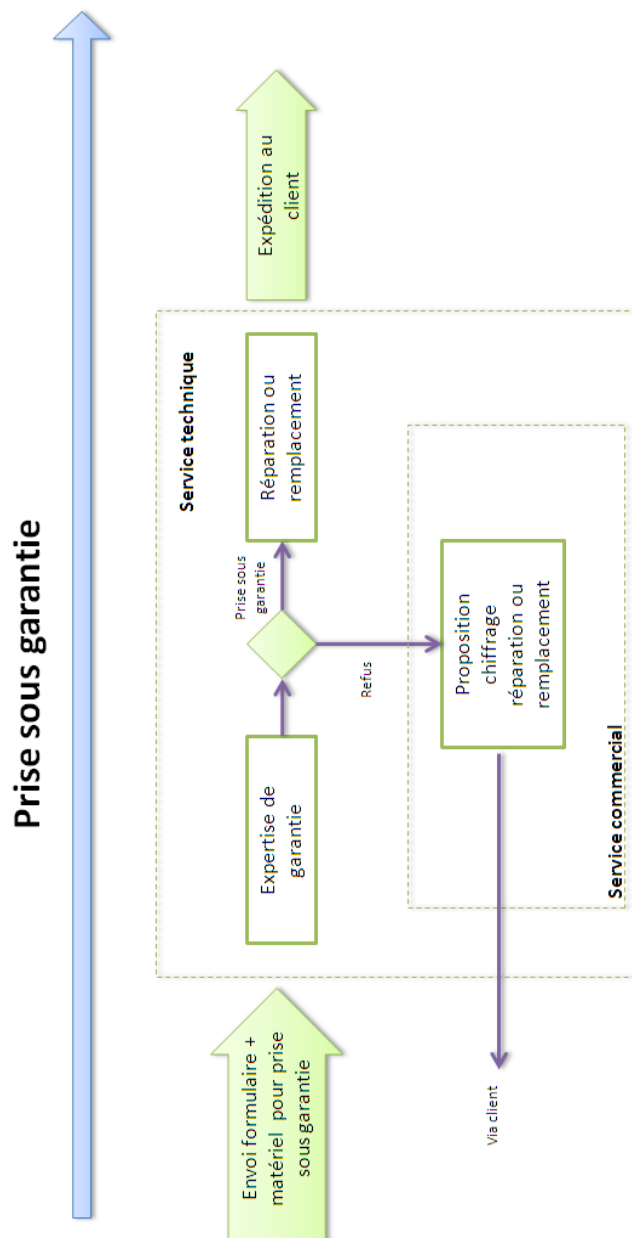 Prise sous garantie
Envoi formulaire +
matériel pour prise
sous garantie
Service technique
Expertise de
garantie
Prise sous
garantie
Réparation ou
remplacement
Expédition au
client
Refus
Proposition
chiffrage
réparation ou
remplacement
Service commercial
Via client